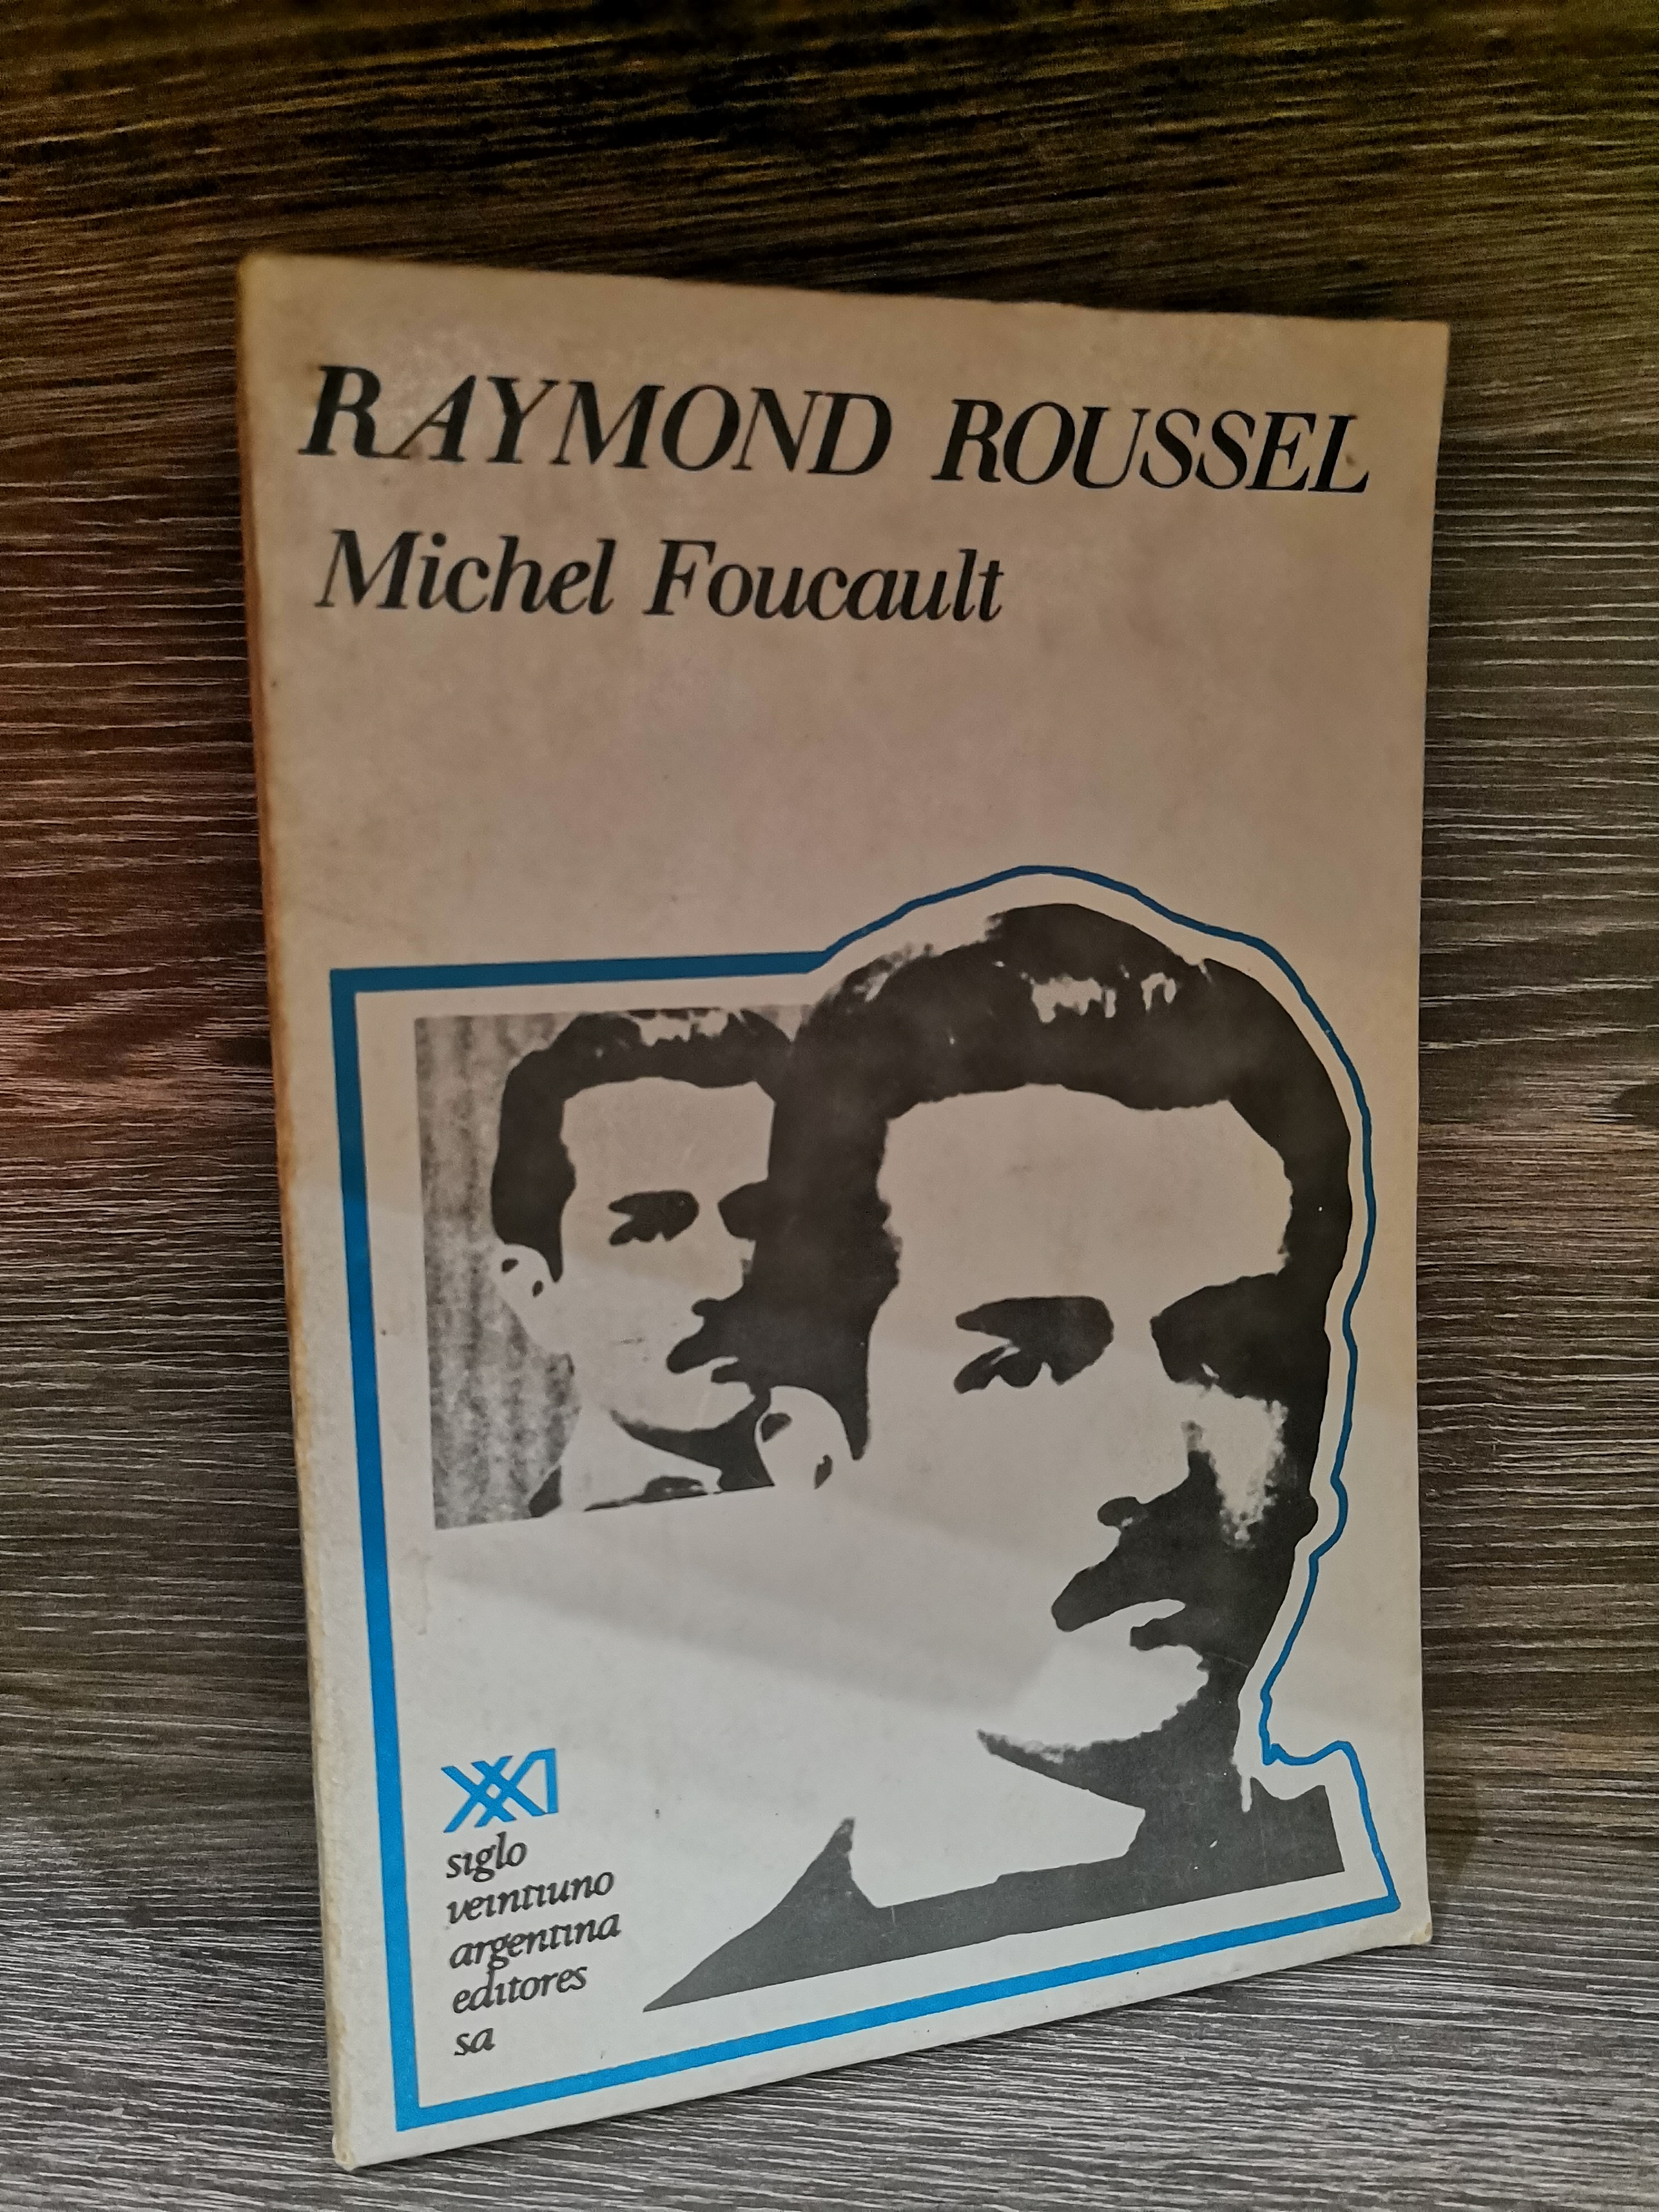 RAYMOND ROUSSEL
Michel Foucault
XXI
siglo
veintiuno
argentina
editores
sa